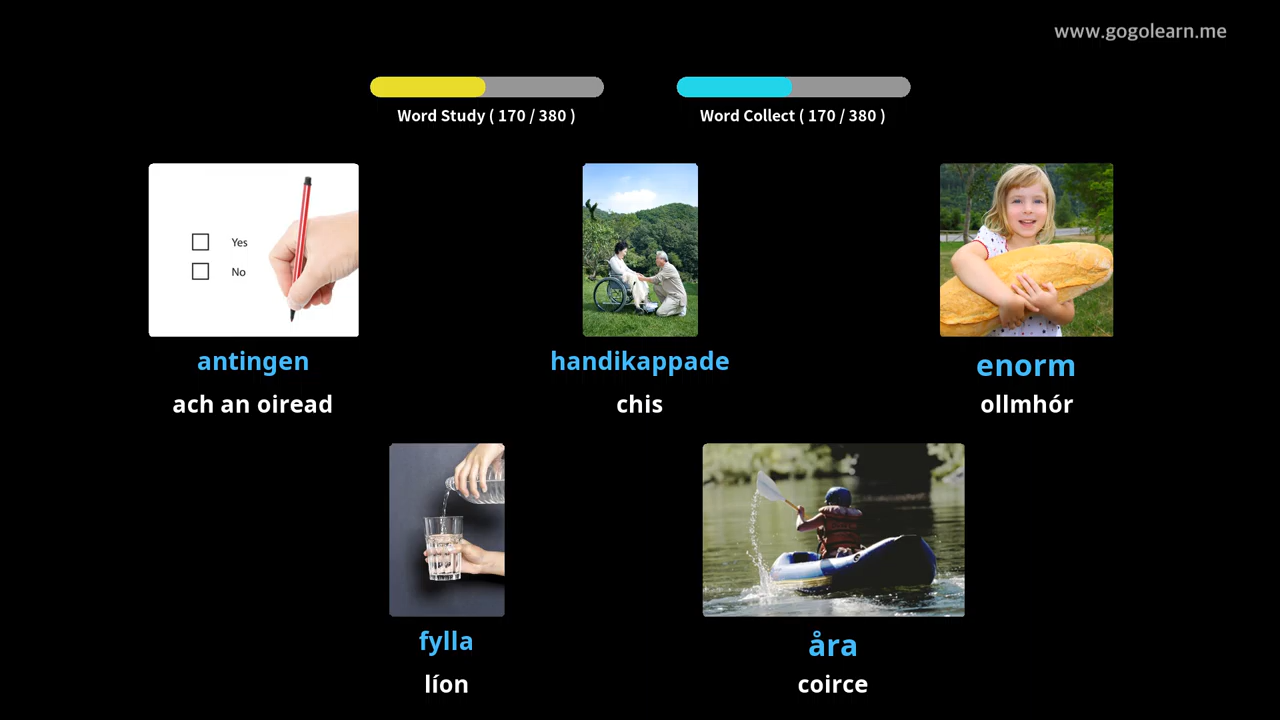 www.gogolearn.me
Word Study ( 170 / 380 )
Word Collect ( 170 / 380 )
Yes
No
antingen
handikappade
enorm
ach an oiread
chis
ollmhór
fylla
åra
líon
coirce